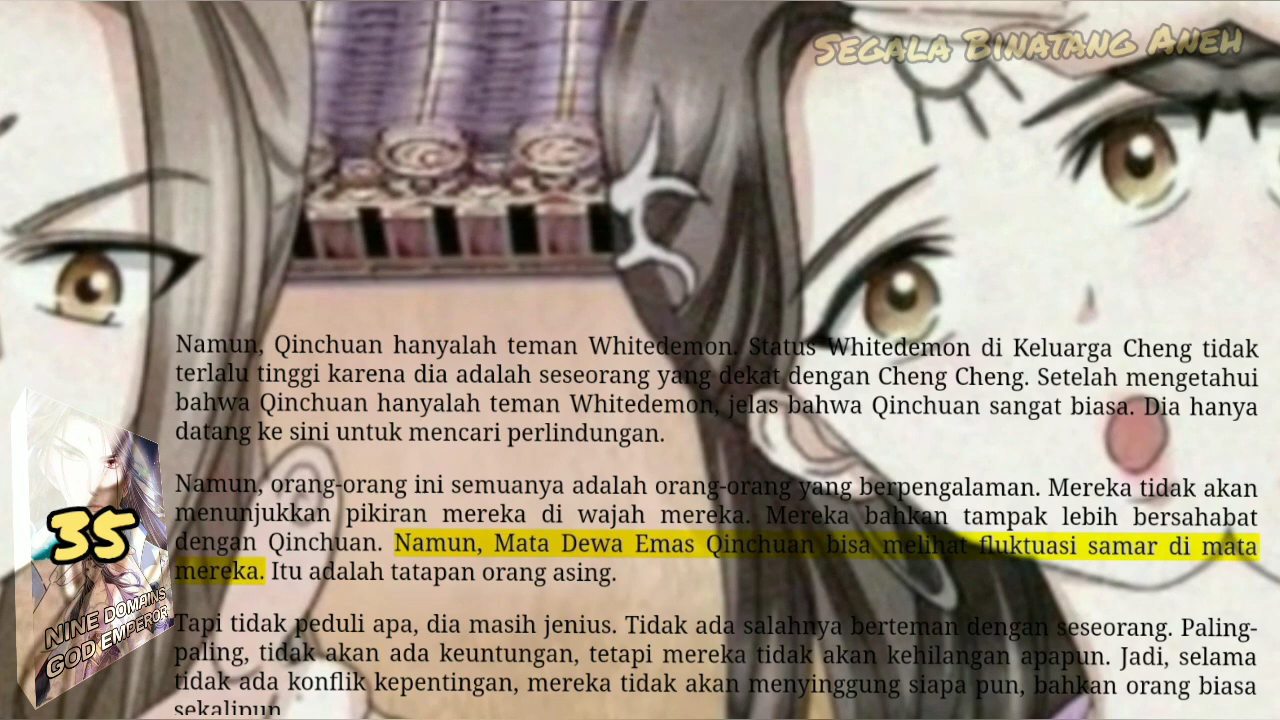 Segala Binatang Aneh
Namun, Qinchuan hanyalah teman Whitedemon. Status Whitedemon di Keluarga Cheng tidak
terlalu tinggi karena dia adalah seseorang yang dekat dengan Cheng Cheng. Setelah mengetahui
bahwa Qinchuan hanyalah teman Whitedemon, jelas bahwa Qinchuan sangat biasa. Dia hanya
datang ke sini untuk mencari perlindungan.
Namun, orang-orang ini semuanya adalah orang-orang yang berpengalaman. Mereka tidak akan
menunjukkan pikiran mereka di wajah mereka. Mereka bahkan tampak lebih bersahabat
dengan Qinchuan. Namun, Mata Dewa Emas Qinchuan bisa melihat fluktuasi samar di mata
mereka. Itu adalah tatapan orang asing.
Tapi tidak peduli apa, dia masih jenius. Tidak ada salahnya berteman dengan seseorang. Paling-
paling, tidak akan ada keuntungan, tetapi mereka tidak akan kehilangan apapun. Jadi, selama
tidak ada konflik kepentingan, mereka tidak akan menyinggung siapa pun, bahkan orang biasa
sekalipun
35
NINE DOMAINS
GOD EMPEROR